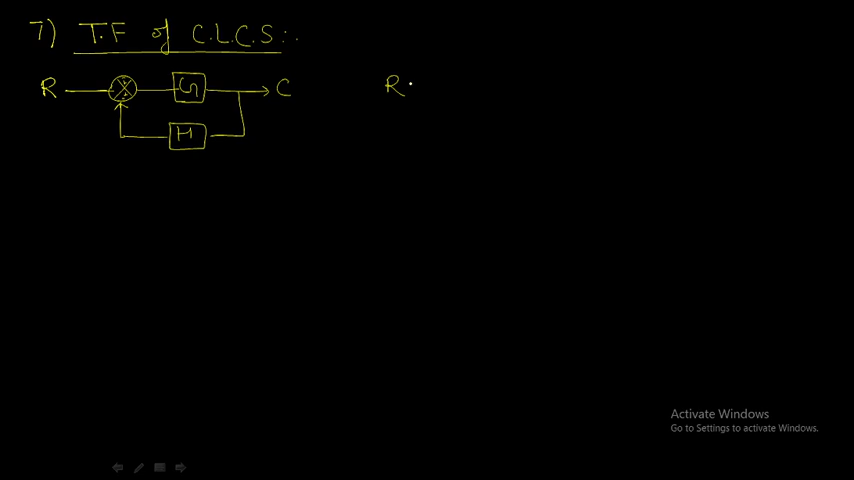 7) T.F of C.L.C.S :.
R G C R
H
Activate Windows
Go to Settings to activate Windows.